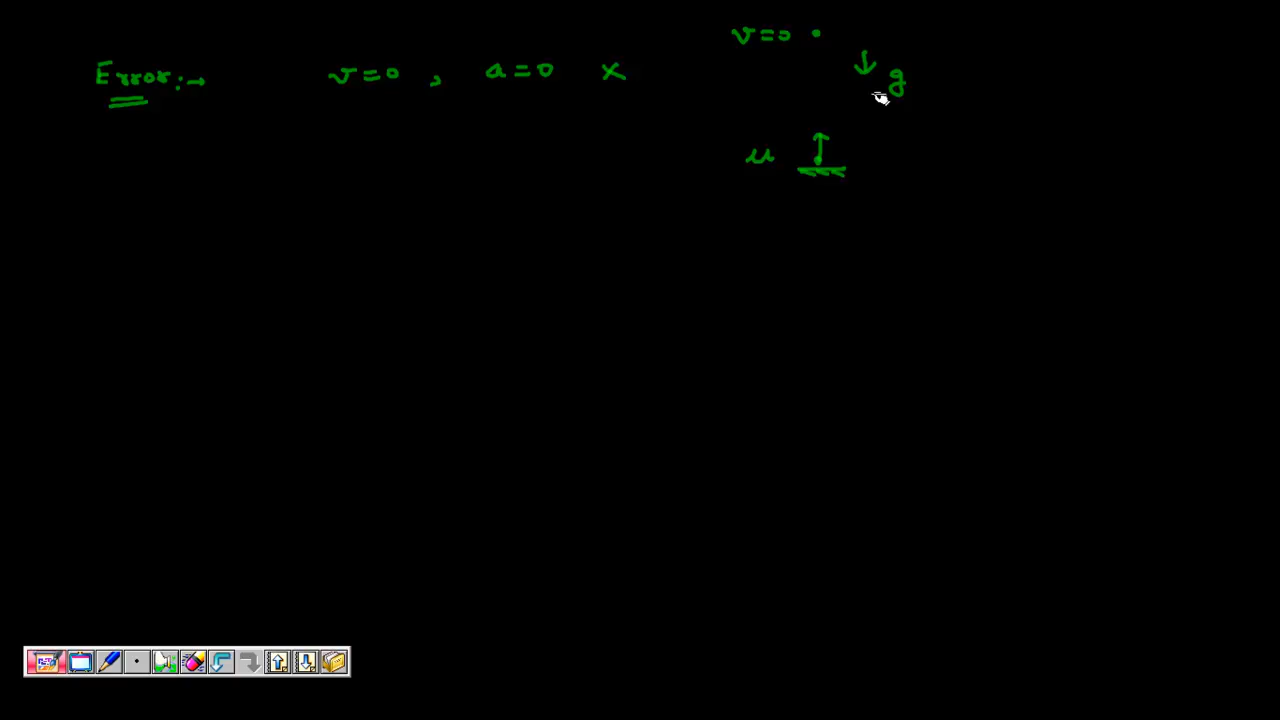 v=0
Error:→ v=0 , a=0 x
g
u